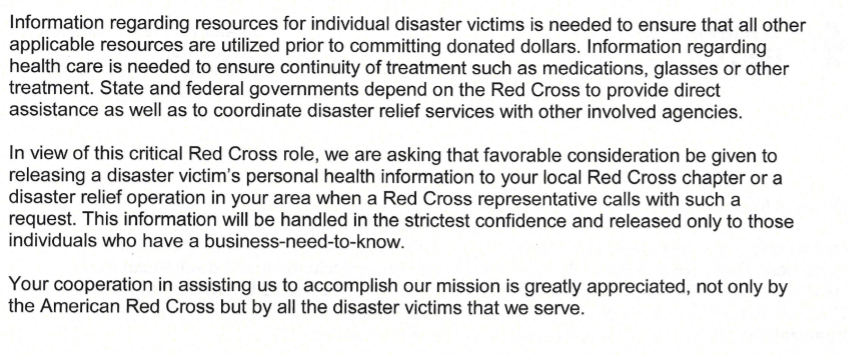 Information regarding resources for individual disaster victims is needed to ensure that all other
applicable resources are utilized prior to committing donated dollars. Information regarding
health care is needed to ensure continuity of treatment such as medications, glasses or other
treatment. State and federal governments depend on the Red Cross to provide direct
assistance as well as to coordinate disaster relief services with other involved agencies.
In view of this critical Red Cross role, we are asking that favorable consideration be given to
releasing a disaster victim's personal health information to your local Red Cross chapter or a
disaster relief operation in your area when a Red Cross representative calls with such a
request. This information will be handled in the strictest confidence and released only to those
individuals who have a business-need-to-know.
Your cooperation in assisting us to accomplish our mission is greatly appreciated, not only by
the American Red Cross but by all the disaster victims that we serve.